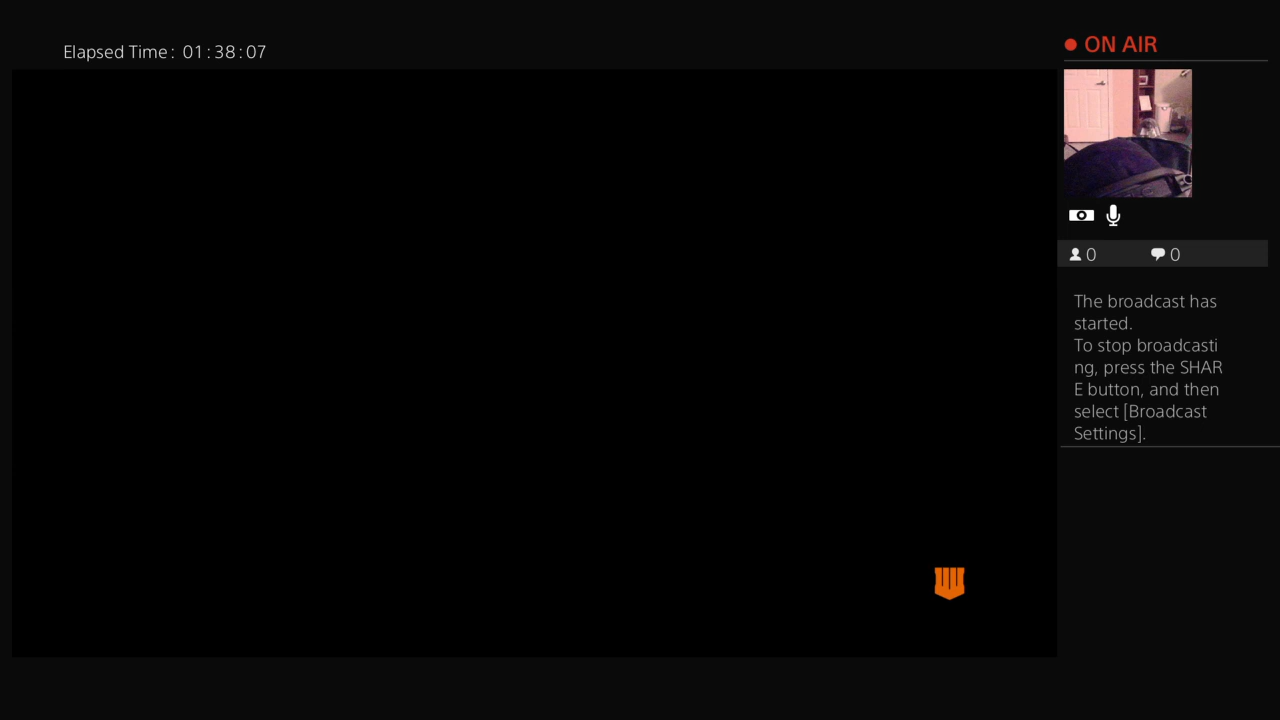 Elapsed Time: 01:38:07
ON AIR
0 0
The broadcast has
started.
To stop broadcasti
ng, press the SHAR
E button, and then
select [Broadcast
Settings].